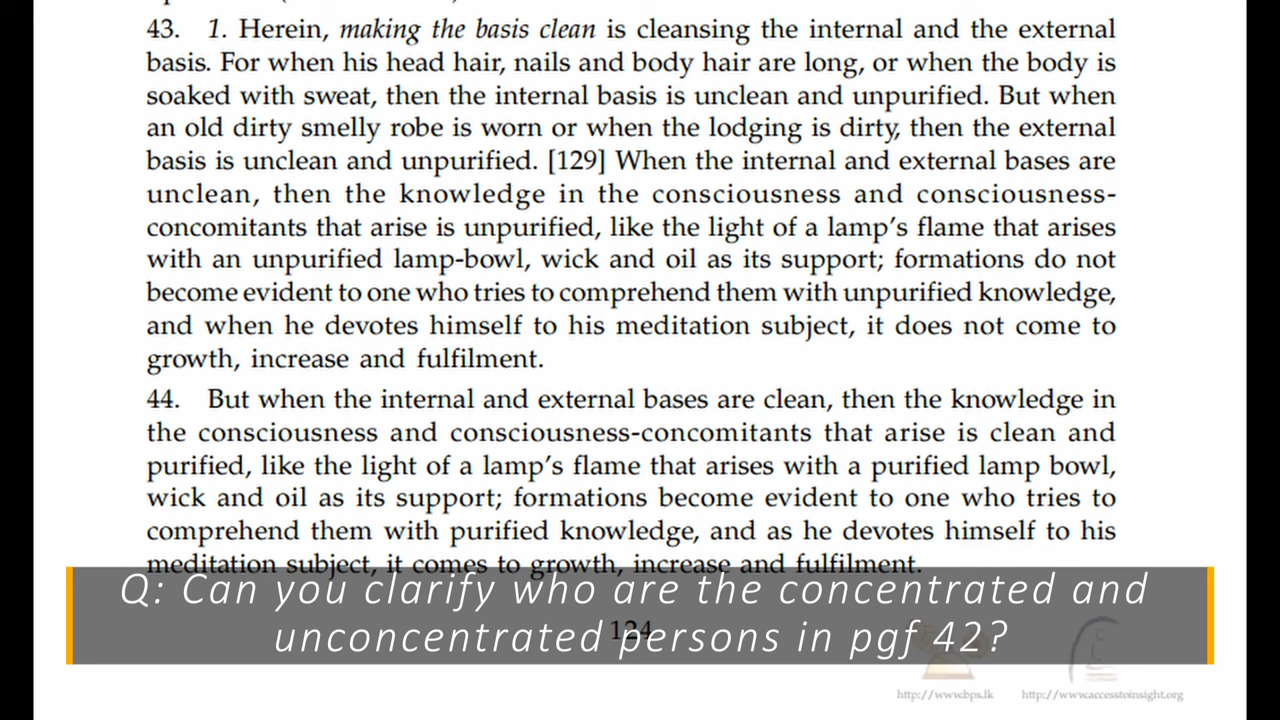 43. 1. Herein, making the basis clean is cleansing the internal and the external
basis. For when his head hair, nails and body hair are long, or when the body is
soaked with sweat, then the internal basis is unclean and unpurified. But when
an old dirty smelly robe is worn or when the lodging is dirty, then the external
basis is unclean and unpurified. [129] When the internal and external bases are
unclean, then the knowledge in the consciousness and consciousness-
concomitants that arise is unpurified, like the light of a lamp’s flame that arises
with an unpurified lamp-bowl, wick and oil as its support; formations do not
become evident to one who tries to comprehend them with unpurified knowledge,
and when he devotes himself to his meditation subject, it does not come to
growth, increase and fulfilment.
44. But when the internal and external bases are clean, then the knowledge in
the consciousness and consciousness-concomitants that arise is clean and
purified, like the light of a lamp’s flame that arises with a purified lamp bowl,
wick and oil as its support; formations become evident to one who tries to
comprehend them with purified knowledge, and as he devotes himself to his
meditation subject, it comes to growth, increase and fulfilment.
Q: Can you clarify who are the concentrated and
unconcentrated persons in pgf 42?
124
http://www.bps.lk http://www.accesstoinsight.org